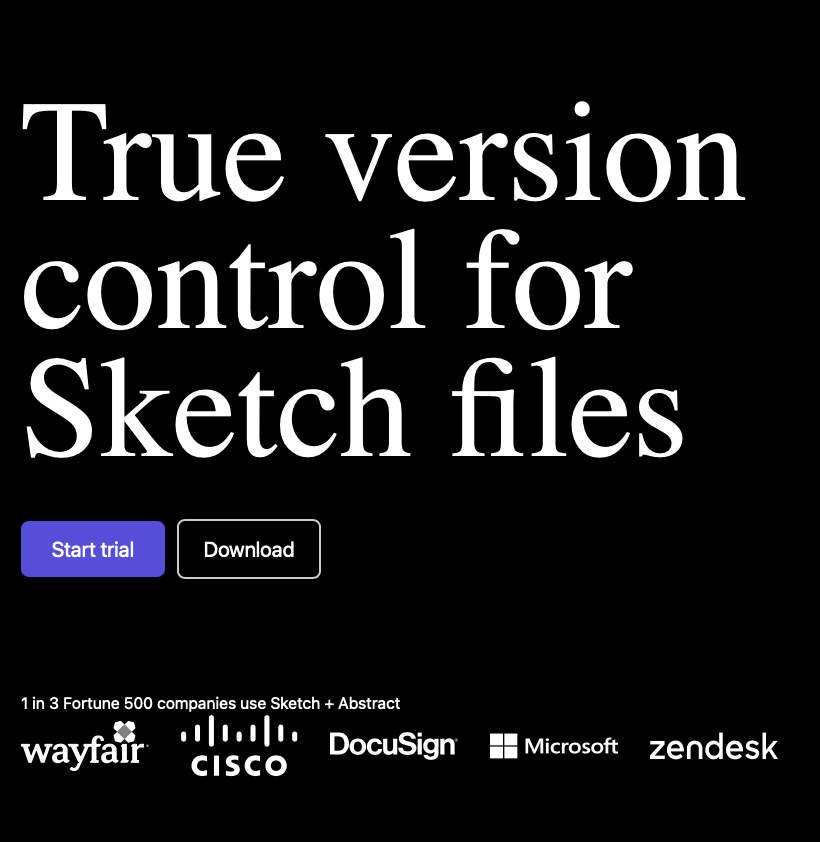 True version
control for
Sketch files
Start trial
Download
1 in 3 Fortune 500 companies use Sketch + Abstract
wayfair
CISCO
DocuSign
Microsoft
zendesk